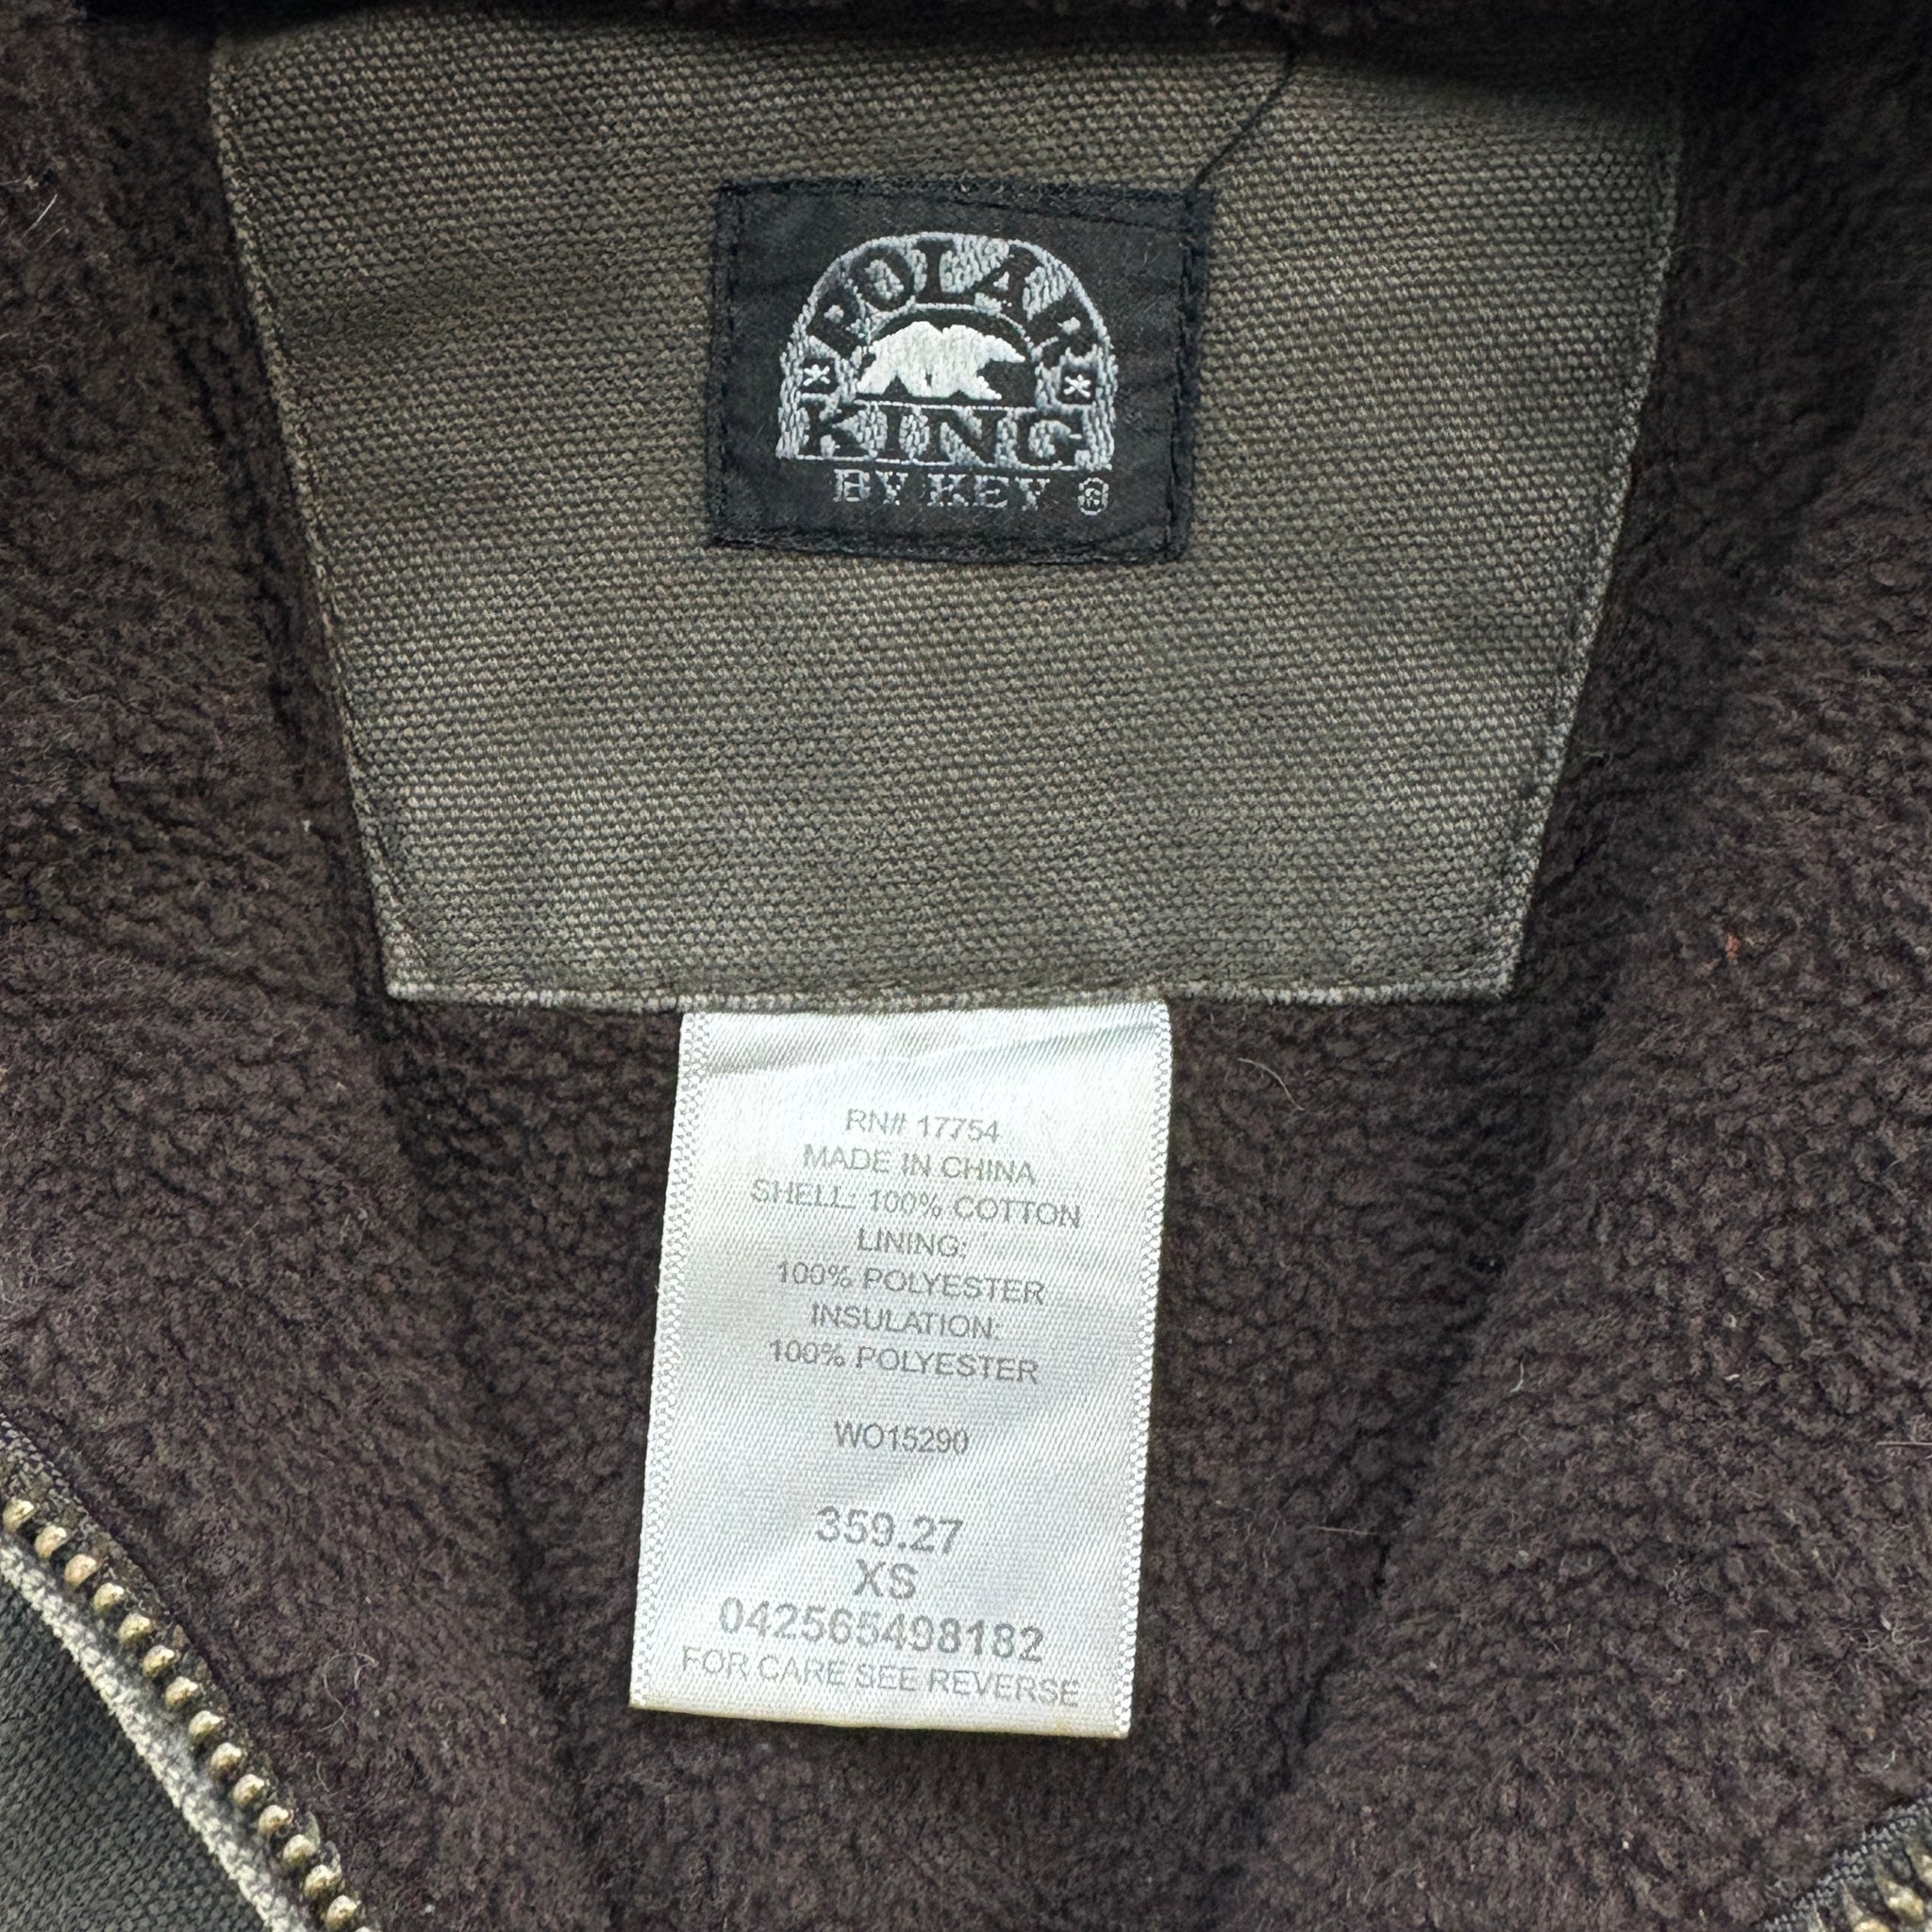 POLAR
KING
BY KEY ®
RN# 17754
MADE IN CHINA
SHELL: 100% COTTON
LINING:
100% POLYESTER
INSULATION:
100% POLYESTER
WO15290
359.27
XS
042565498182
FOR CARE SEE REVERSE